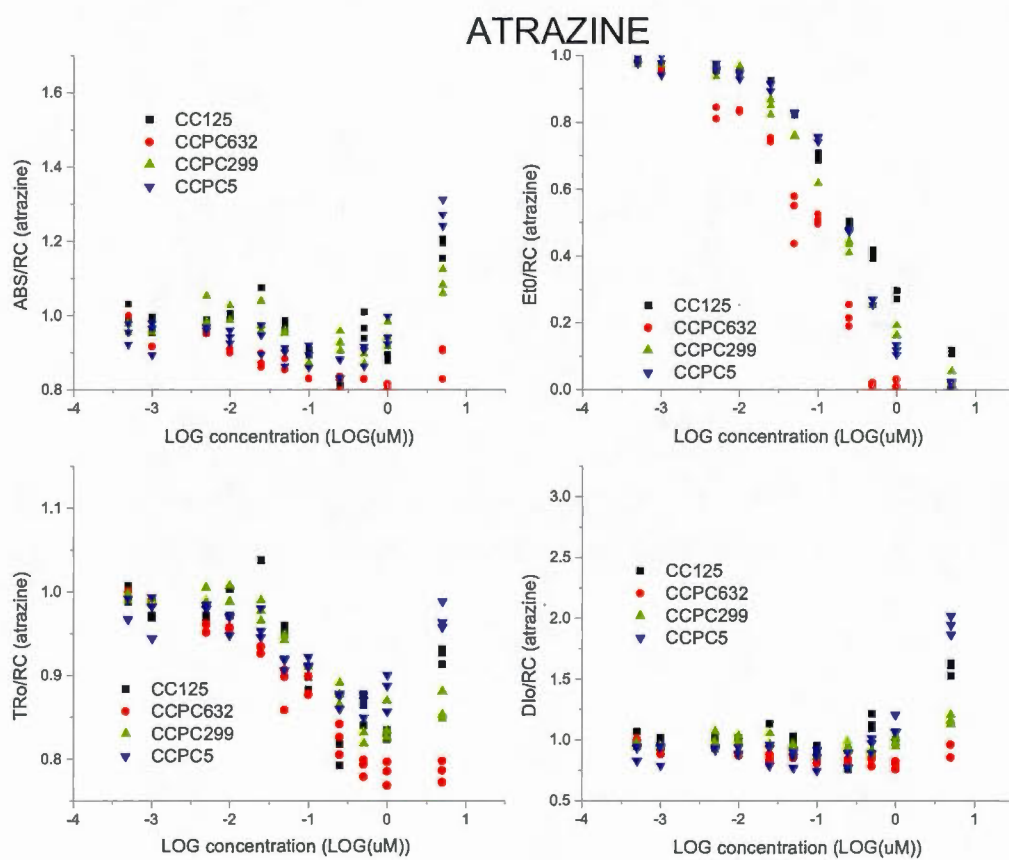 ATRAZINE
1.6
1.4
1.2
1.0
0.8
ABS/RC (atrazine)
CC125
CCPC632
CCPC299
CCPC5
-4
-3
-2
-1
0
1
LOG concentration (LOG(uM))
1.0
0.8
0.6
0.4
0.2
0.0
Et0/RC (atrazine)
CC125
CCPC632
CCPC299
CCPC5
-4
-3
-2
-1
0
1
LOG concentration (LOG(uM))
1.1
1.0
0.9
0.8
TRo/RC (atrazine)
CC125
CCPC632
CCPC299
CCPC5
-4
-3
-2
-1
0
1
LOG concentration (LOG(uM))
3.0
2.5
2.0
1.5
1.0
0.5
DIo/RC (atrazine)
CC125
CCPC632
CCPC299
CCPC5
-4
-3
-2
-1
0
1
LOG concentration (LOG(uM))